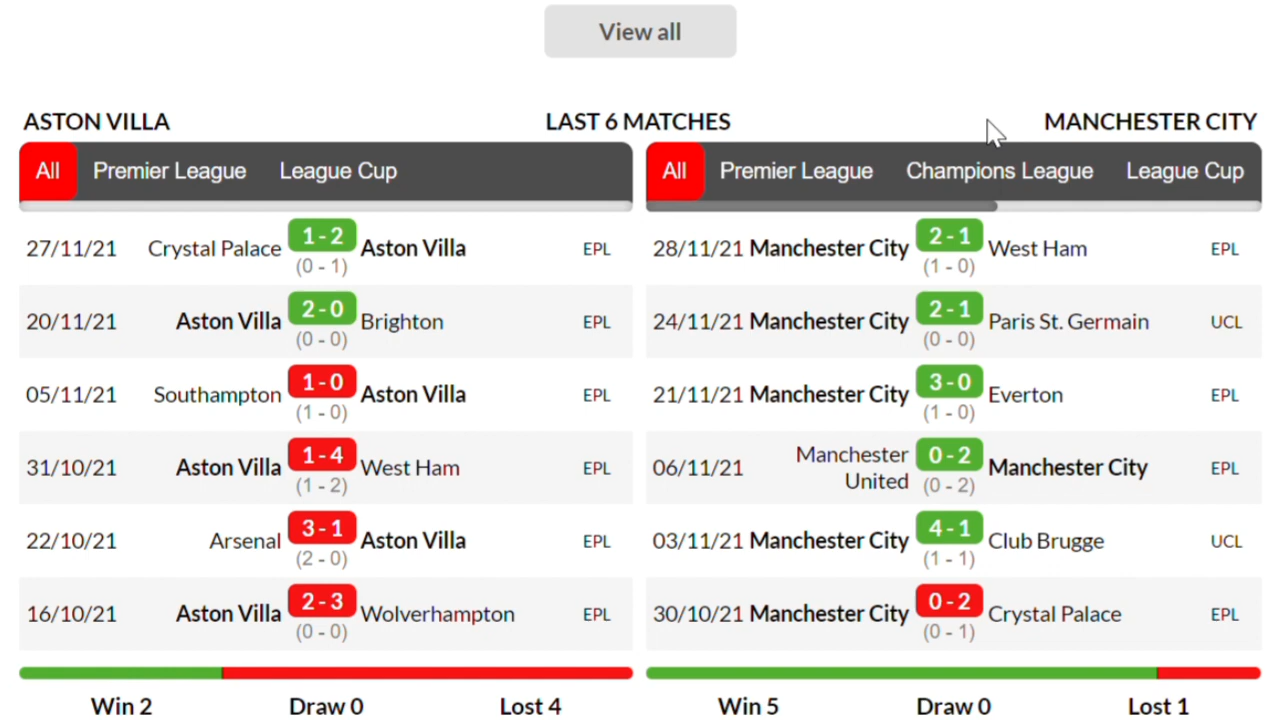 View all
ASTON VILLA LAST 6 MATCHES MANCHESTER CITY
All Premier League League Cup
27/11/21 Crystal Palace 1 - 2 Aston Villa EPL
(0 - 1)
20/11/21 Aston Villa 2 - 0 Brighton EPL
(0 - 0)
05/11/21 Southampton 1 - 0 Aston Villa EPL
(1 - 0)
31/10/21 Aston Villa 1 - 4 West Ham EPL
(1 - 2)
22/10/21 Arsenal 3 - 1 Aston Villa EPL
(2 - 0)
16/10/21 Aston Villa 2 - 3 Wolverhampton EPL
(0 - 0)
Win 2 Draw 0 Lost 4
All Premier League Champions League League Cup
28/11/21 Manchester City 2 - 1 West Ham EPL
(1 - 0)
24/11/21 Manchester City 2 - 1 Paris St. Germain UCL
(0 - 0)
21/11/21 Manchester City 3 - 0 Everton EPL
(1 - 0)
06/11/21 Manchester United 0 - 2 Manchester City EPL
(0 - 2)
03/11/21 Manchester City 4 - 1 Club Brugge UCL
(1 - 1)
30/10/21 Manchester City 0 - 2 Crystal Palace EPL
(0 - 1)
Win 5 Draw 0 Lost 1